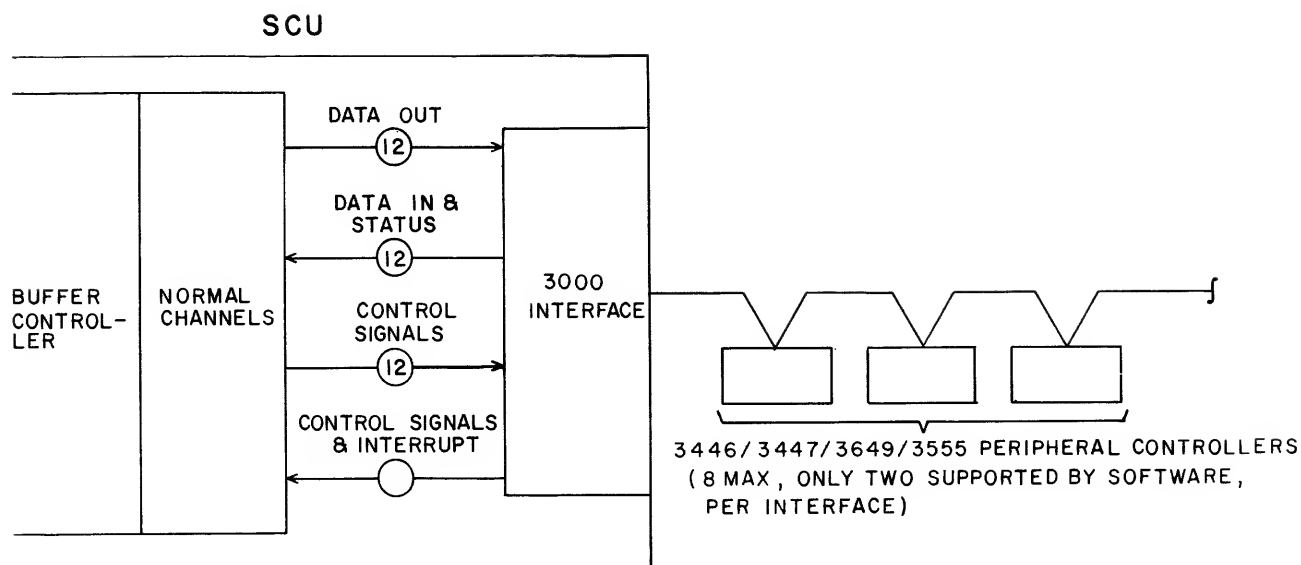 SCU
DATA OUT
12
DATA IN &
STATUS
12
BUFFER
CONTROL-
LER
NORMAL
CHANNELS
CONTROL
SIGNALS
12
CONTROL SIGNALS
& INTERRUPT
3000
INTERFACE
3446/3447/3649/3555 PERIPHERAL CONTROLLERS
(8 MAX, ONLY TWO SUPPORTED BY SOFTWARE,
PER INTERFACE)